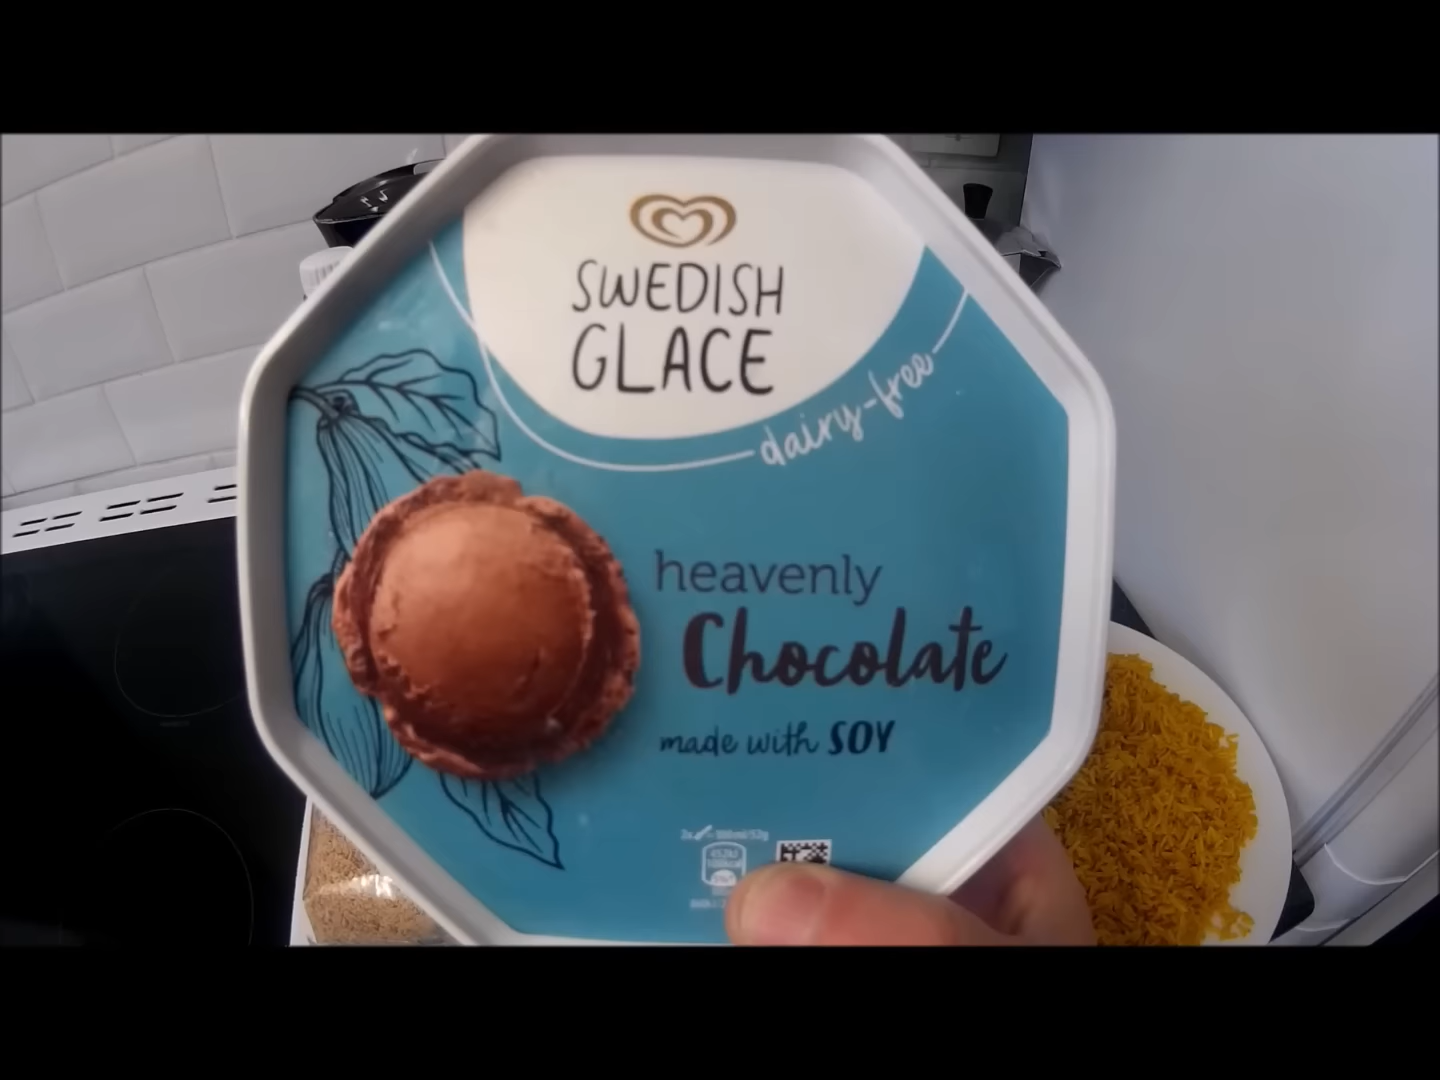 SWEDISH
GLACE
dairy-free
heavenly
Chocolate
made with SOY